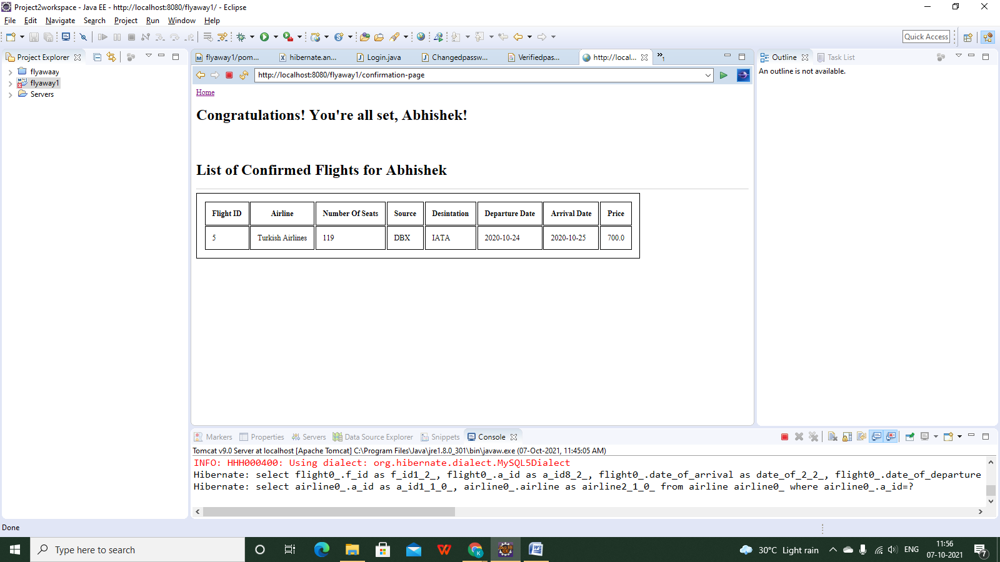 Project2workspace - Java EE - http://localhost:8080/flyaway1/ - Eclipse
File Edit Navigate Search Project Run Window Help
Quick Access
Project Explorer
flyawaay
flyaway1
Servers
flyaway1/pom...
hibernate.an...
Login.java
Changedpassw...
Verifiedpas...
http://local...
»1
http://localhost:8080/flyaway1/confirmation-page
Home
Congratulations! You're all set, Abhishek!
List of Confirmed Flights for Abhishek
Flight ID Airline Number Of Seats Source Desintation Departure Date Arrival Date Price
5 Turkish Airlines 119 DBX IATA 2020-10-24 2020-10-25 700.0
Outline
Task List
An outline is not available.
Markers Properties Servers Data Source Explorer Snippets Console
Tomcat v9.0 Server at localhost [Apache Tomcat] C:\Program Files\Java\jre1.8.0_301\bin\javaw.exe (07-Oct-2021, 11:45:05 AM)
INFO: HHH000400: Using dialect: org.hibernate.dialect.MySQL5Dialect
Hibernate: select flight0_.f_id as f_id1_2_, flight0_.a_id as a_id8_2_, flight0_.date_of_arrival as date_of_2_2_, flight0_.date_of_departure
Hibernate: select airline0_.a_id as a_id1_1_0_, airline0_.airline as airline2_1_0_ from airline airline0_ where airline0_.a_id=?
Done
Type here to search
30°C Light rain
ENG
11:56
07-10-2021
7